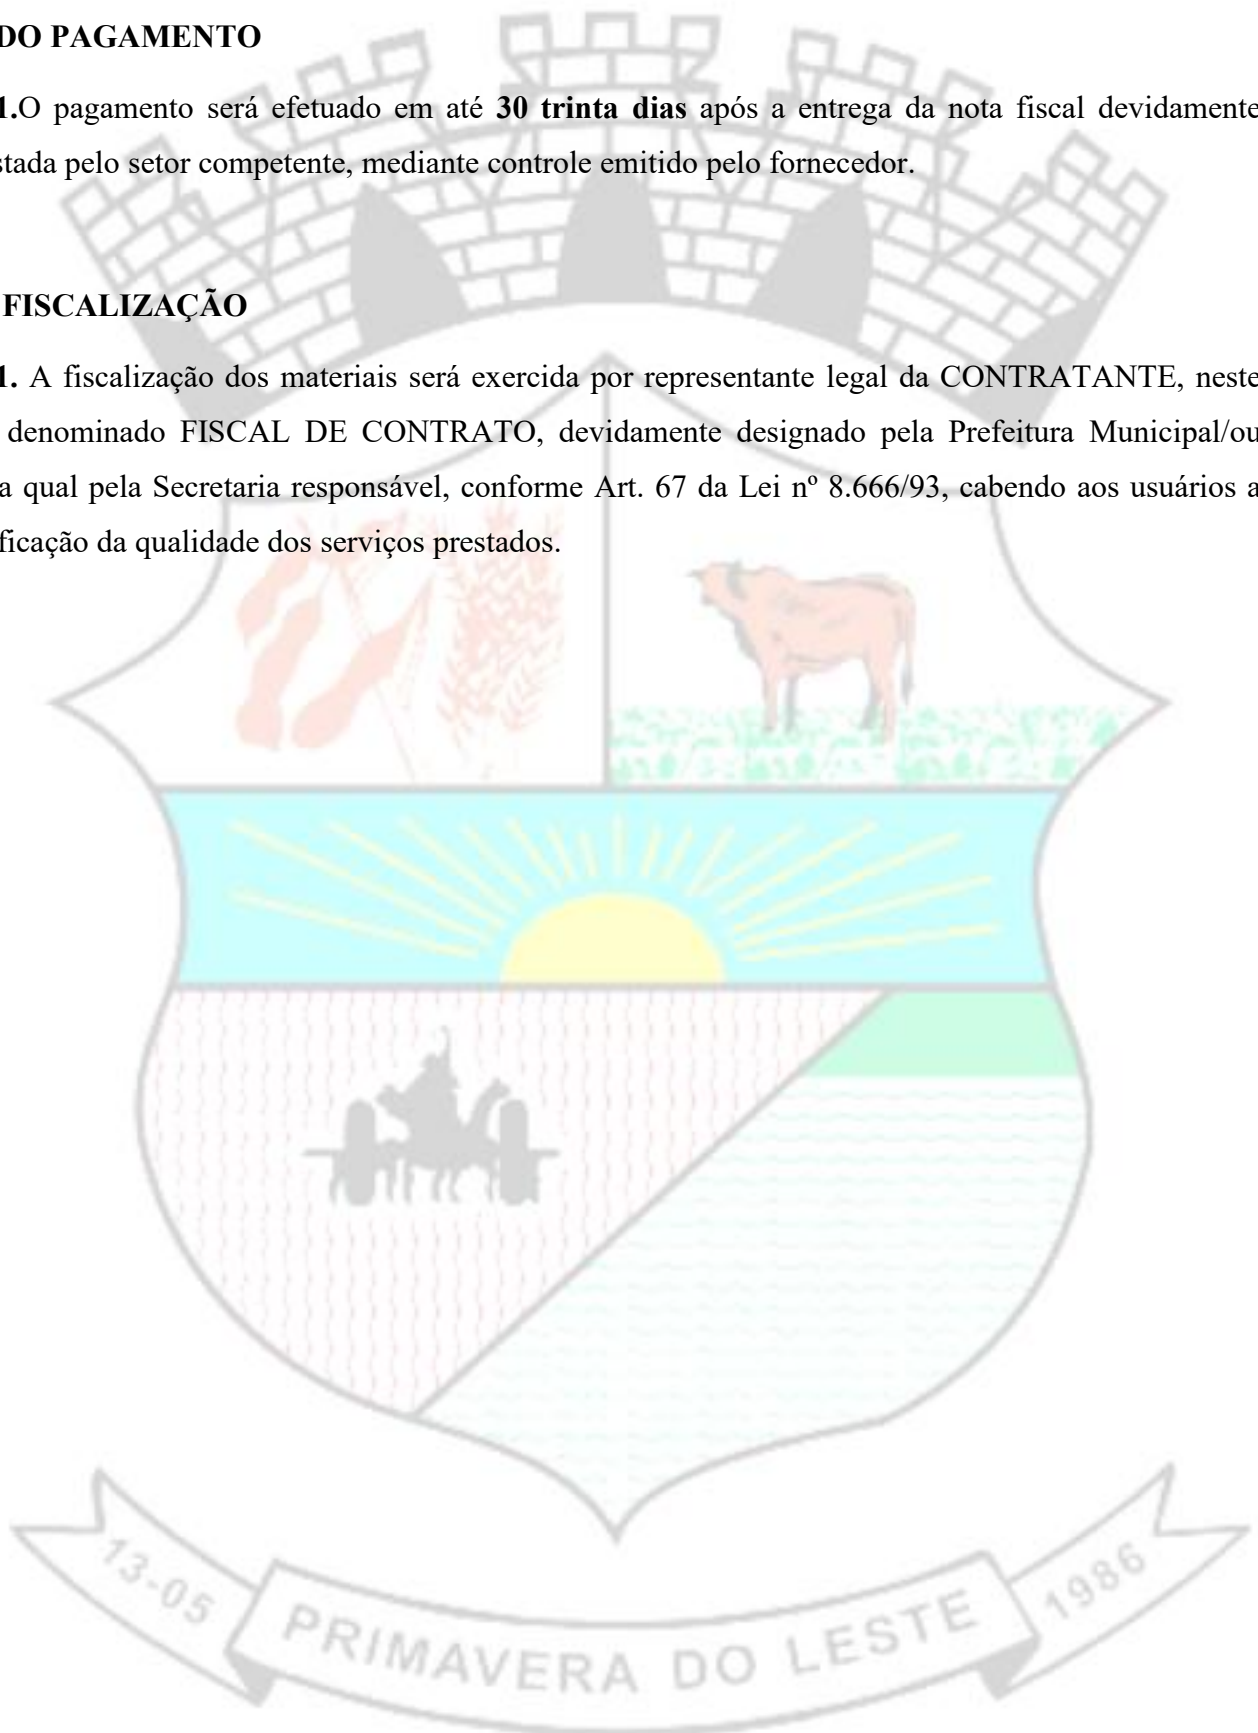 DO PAGAMENTO
1.O pagamento será efetuado em até 30 trinta dias após a entrega da nota fiscal devidamente
stada pelo setor competente, mediante controle emitido pelo fornecedor.
FISCALIZAÇÃO
1. A fiscalização dos materiais será exercida por representante legal da CONTRATANTE, neste
denominado FISCAL DE CONTRATO, devidamente designado pela Prefeitura Municipal/ou
a qual pela Secretaria responsável, conforme Art. 67 da Lei nº 8.666/93, cabendo aos usuários a
ficação da qualidade dos serviços prestados.
13-05
PRIMAVERA DO LESTE
1986